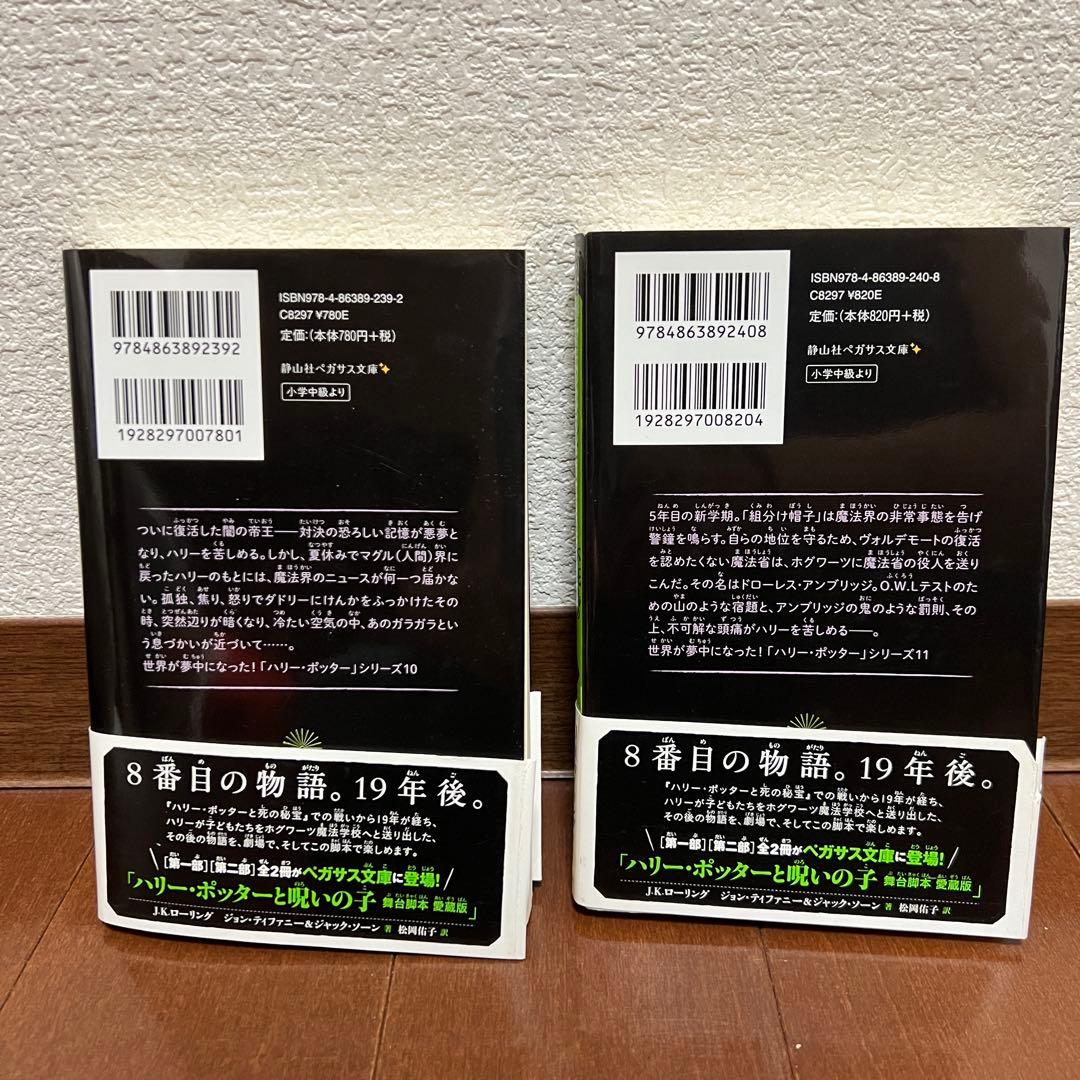 ISBN978-4-86389-239-2
C8297 ¥780E
定価:(本体780円+税)
9784863892392
静山社ペガサス文庫
小学中級より
1928297007801
ついに復活した闇の帝王──対決の恐ろしい記憶が悪夢と
なり、ハリーを苦しめる。しかし、夏休みでマグル(人間)界に
戻ったハリーのもとには、魔法界のニュースが何一つ届かな
い。孤独、焦り、怒りでダドリーにけんかをふっかけたその
時、突然辺りが暗くなり、冷たい空気の中、あのガラガラとい
う息づかいが近づいて……。
世界が夢中になった!「ハリー・ポッター」シリーズ10
8番目の物語。19年後。
『ハリー・ポッターと死の秘宝』での戦いから19年が経ち、
ハリーが子どもたちをホグワーツ魔法学校へと送り出した、
その後の物語を、劇場で、そしてこの脚本で楽しめます。
[第一部][第二部]全2冊がペガサス文庫に登場!
「ハリー・ポッターと呪いの子 舞台脚本 愛蔵版」
J.K.ローリング ジョン・ティファニー&ジャック・ソーン 著 松岡佑子 訳
ISBN978-4-86389-240-8
C8297 ¥820E
定価:(本体820円+税)
9784863892408
静山社ペガサス文庫
小学中級より
1928297008204
5年目の新学期。「組分け帽子」は魔法界の非常事態を告げ
警鐘を鳴らす。自らの地位を守るため、ヴォルデモートの復活
を認めたくない魔法省は、ホグワーツに魔法省の役人を送り
こんだ。その名はドローレス・アンブリッジ。O.W.Lテストのた
めの山のような宿題と、アンブリッジの鬼のような罰則、その
上、不可解な頭痛がハリーを苦しめる──。
世界が夢中になった!「ハリー・ポッター」シリーズ11
8番目の物語。19年後。
『ハリー・ポッターと死の秘宝』での戦いから19年が経ち、
ハリーが子どもたちをホグワーツ魔法学校へと送り出した、
その後の物語を、劇場で、そしてこの脚本で楽しめます。
[第一部][第二部]全2冊がペガサス文庫に登場!
「ハリー・ポッターと呪いの子 舞台脚本 愛蔵版」
J.K.ローリング ジョン・ティファニー&ジャック・ソーン 著 松岡佑子 訳